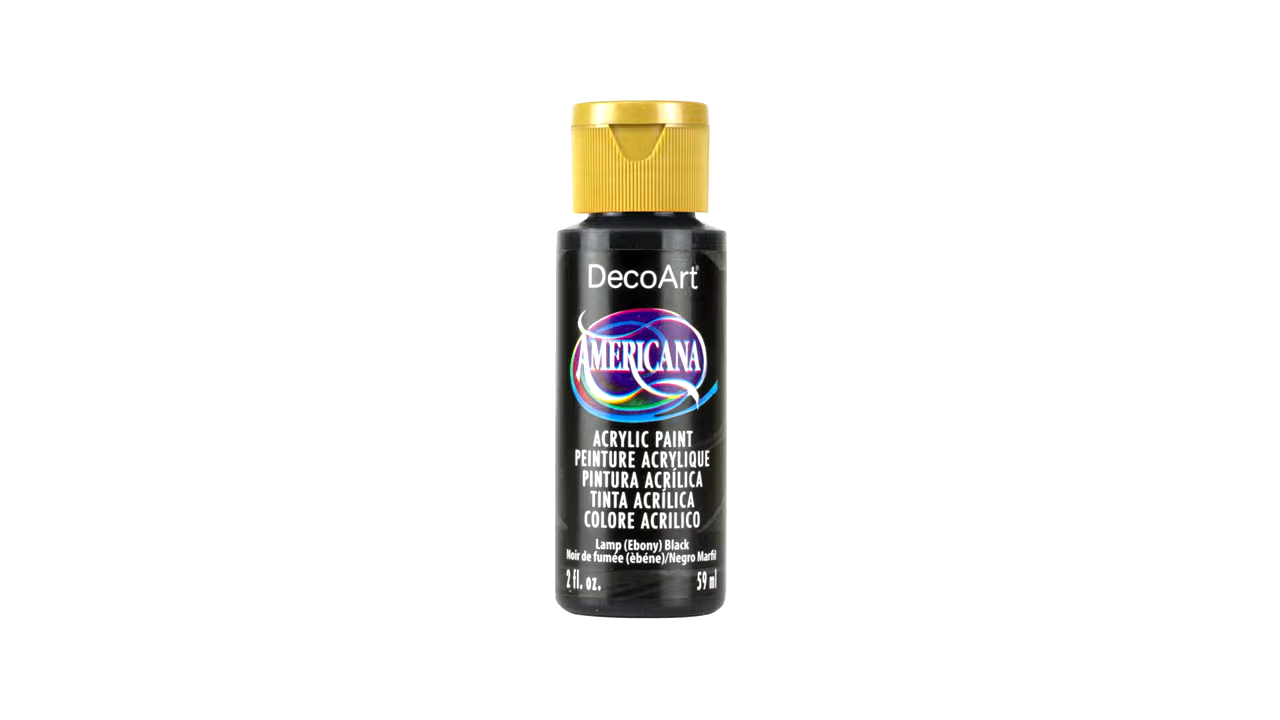 DecoArt
AMERICANA
ACRYLIC PAINT
PEINTURE ACRYLIQUE
PINTURA ACRÍLICA
TINTA ACRÍLICA
COLORE ACRILICO
Lamp (Ebony) Black
Noir de fumée (èbéne)/Negro Marfil
2 fl. oz. 59 ml